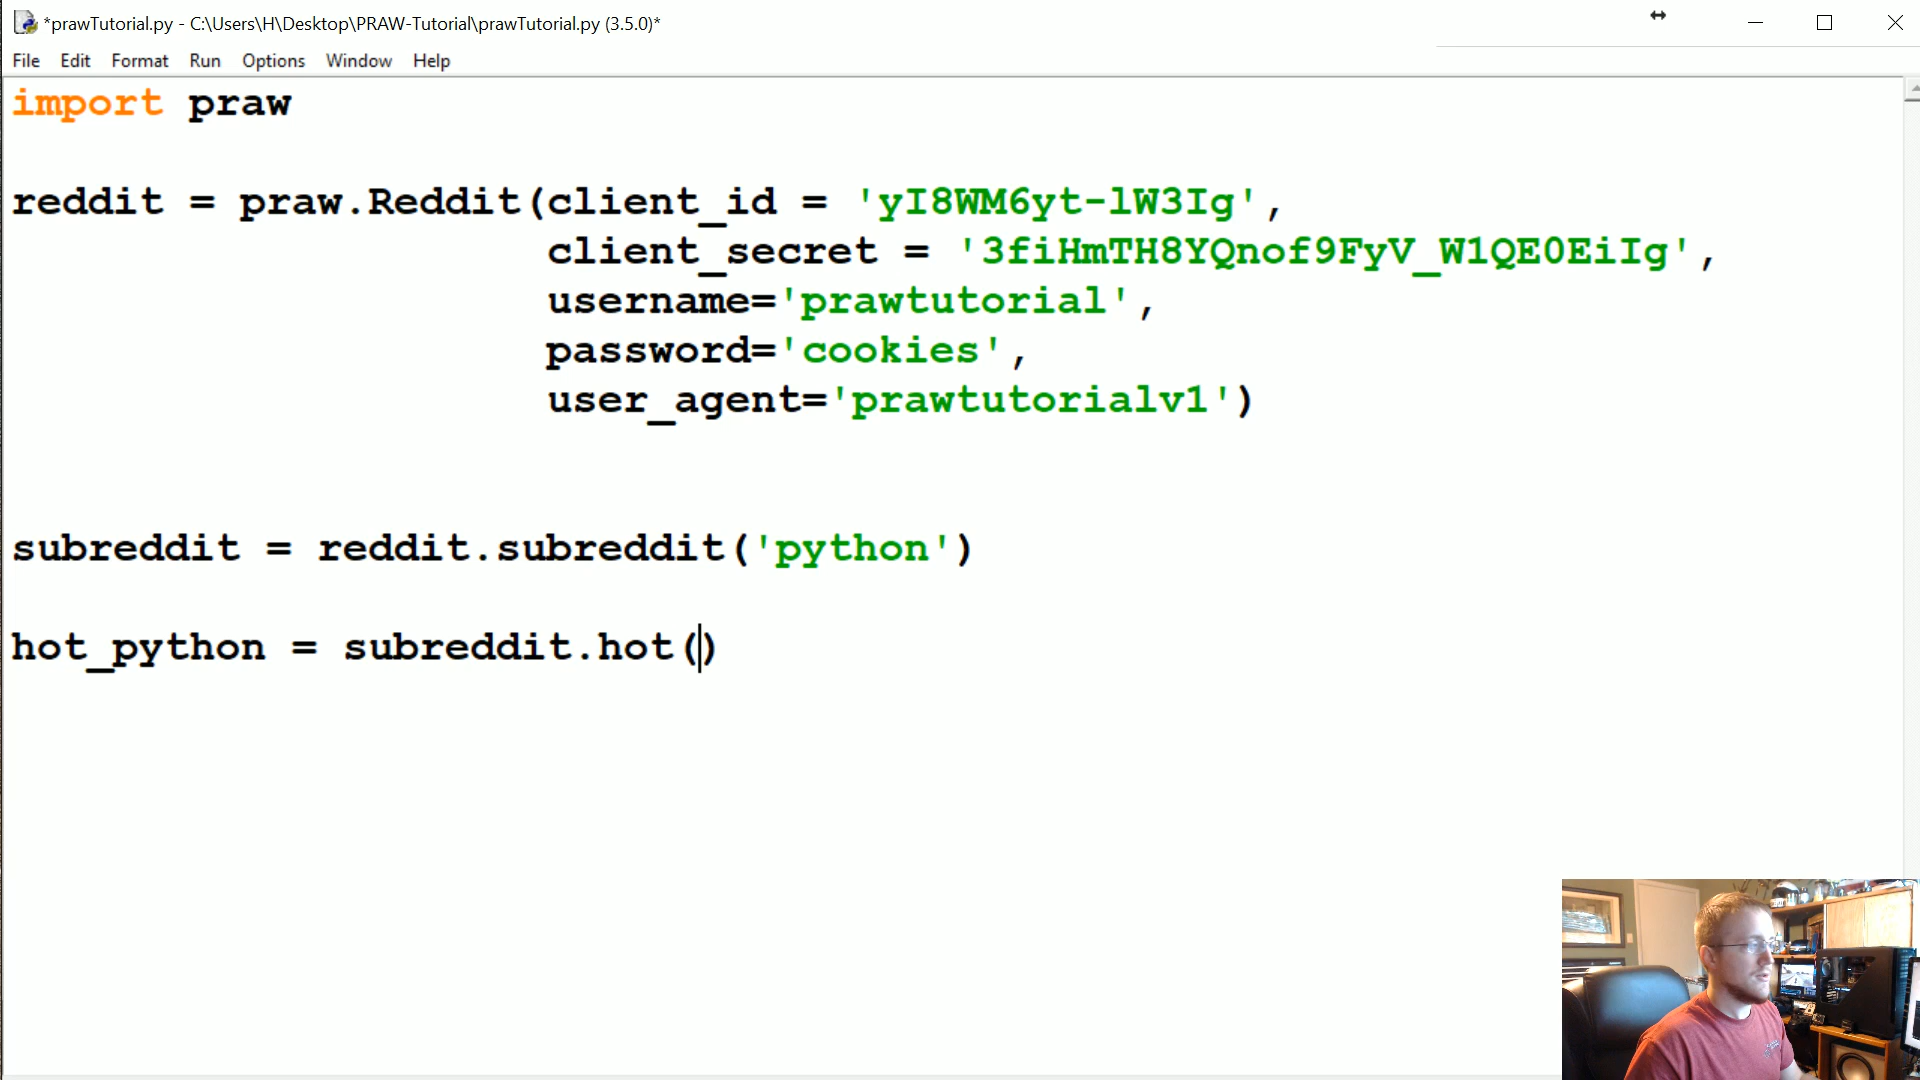 *prawTutorial.py - C:\Users\H\Desktop\PRAW-Tutorial\prawTutorial.py (3.5.0)*
File Edit Format Run Options Window Help
import praw
reddit = praw.Reddit(client_id = 'yI8WM6yt-lW3Ig',
client_secret = '3fiHmTH8YQnof9FyV_W1QE0EiIg',
username='prawtutorial',
password='cookies',
user_agent='prawtutorialv1')
subreddit = reddit.subreddit('python')
hot_python = subreddit.hot()